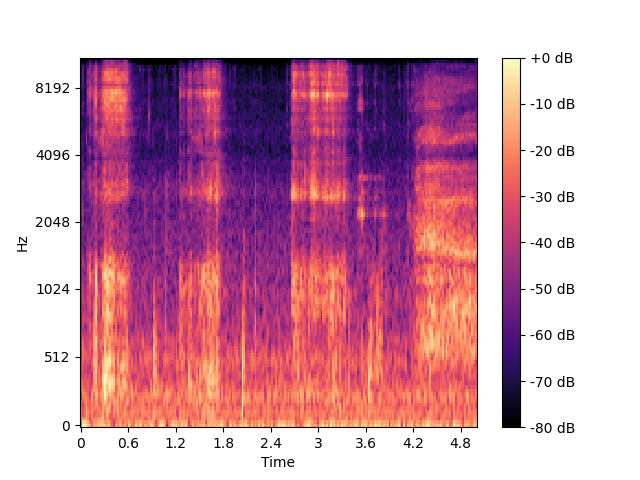 8192
4096
2048
1024
512
0
Hz
0 0.6 1.2 1.8 2.4 3 3.6 4.2 4.8
Time
+0 dB
-10 dB
-20 dB
-30 dB
-40 dB
-50 dB
-60 dB
-70 dB
-80 dB